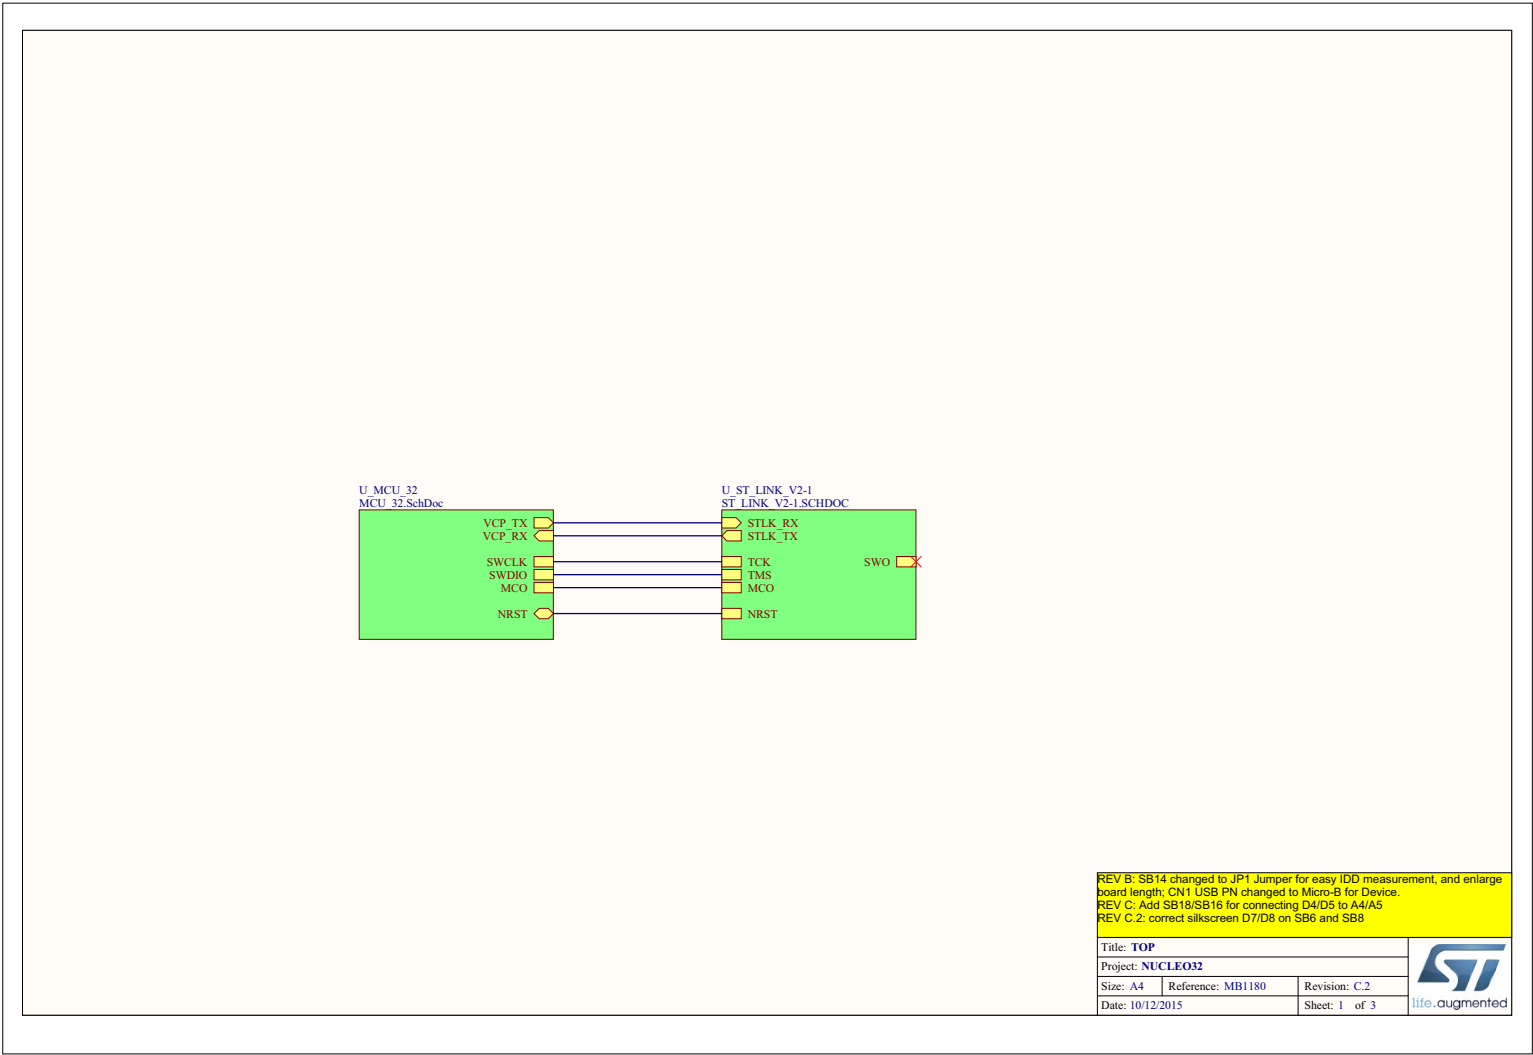 U_MCU_32
MCU_32.SchDoc
VCP_TX
VCP_RX
SWCLK
SWDIO
MCO
NRST
U_ST_LINK_V2-1
ST_LINK_V2-1.SCHDOC
STLK_RX
STLK_TX
TCK
TMS
MCO
NRST
SWO
REV B: SB14 changed to JP1 Jumper for easy IDD measurement, and enlarge
board length; CN1 USB PN changed to Micro-B for Device.
REV C: Add SB18/SB16 for connecting D4/D5 to A4/A5
REV C.2: correct silkscreen D7/D8 on SB6 and SB8
Title: TOP
Project: NUCLEO32
Size: A4 Reference: MB1180 Revision: C.2
Date: 10/12/2015 Sheet: 1 of 3
ST
life.augmented